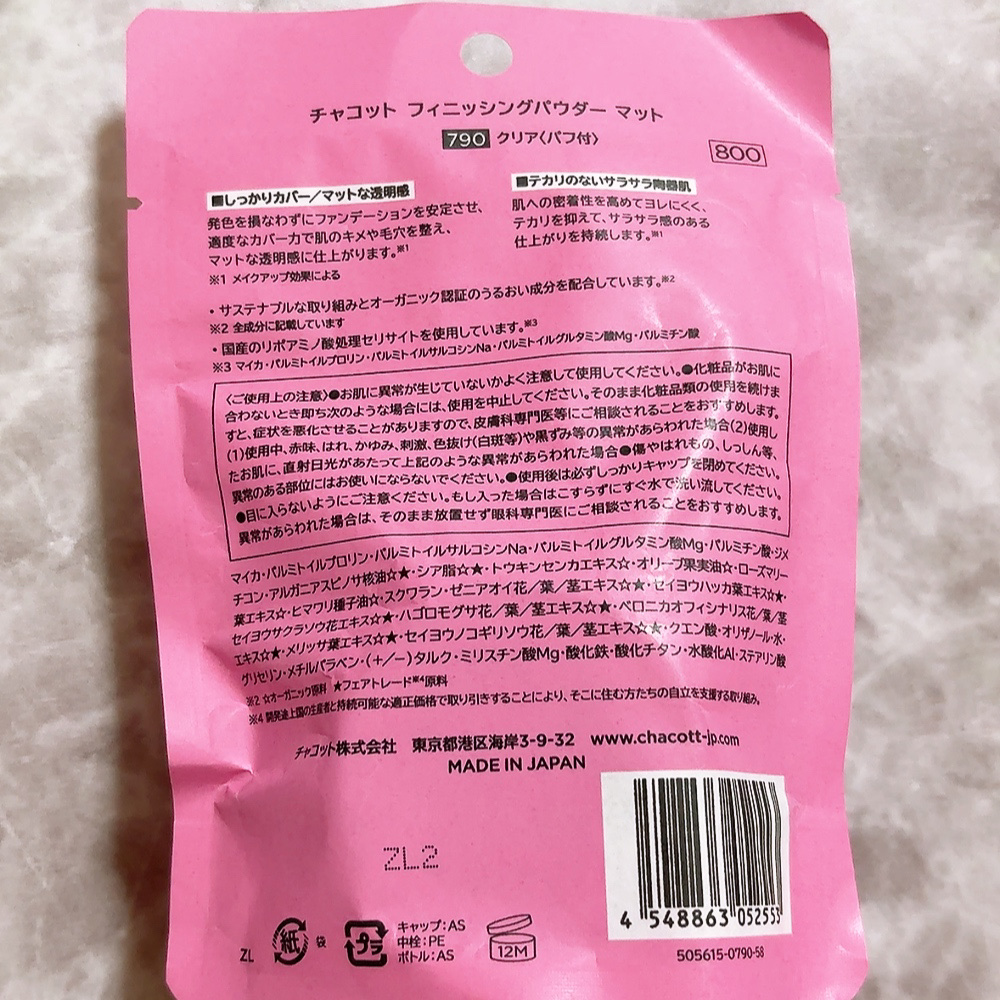 チャコット フィニッシングパウダー マット
790 クリア〈パフ付〉
800
■しっかりカバー/マットな透明感
発色を損なわずにファンデーションを安定させ、
適度なカバー力で肌のキメや毛穴を整え、
マットな透明感に仕上がります。※1
※1 メイクアップ効果による
■テカリのないサラサラ陶器肌
肌への密着性を高めてヨレにくく、
テカリを抑えて、サラサラ感のある
仕上がりを持続します。※1
・サステナブルな取り組みとオーガニック認証のうるおい成分を配合しています。※2
※2 全成分に記載しています
・国産のリポアミノ酸処理セリサイトを使用しています。※3
※3 マイカ・パルミトイルプロリン・パルミトイルサルコシンNa・パルミトイルグルタミン酸Mg・パルミチン酸
〈ご使用上の注意〉●お肌に異常が生じていないかよく注意して使用してください。●化粧品がお肌に
合わないとき即ち次のような場合には、使用を中止してください。そのまま化粧品類の使用を続けま
すと、症状を悪化させることがありますので、皮膚科専門医等にご相談されることをおすすめします。
(1)使用中、赤味、はれ、かゆみ、刺激、色抜け(白斑等)や黒ずみ等の異常があらわれた場合(2)使用し
たお肌に、直射日光があたって上記のような異常があらわれた場合●傷やはれもの、しっしん等、
異常のある部位にはお使いにならないでください。●使用後は必ずしっかりキャップを閉めてください。
●目に入らないようにご注意ください。もし入った場合はこすらずにすぐ水で洗い流してください。
異常があらわれた場合は、そのまま放置せず眼科専門医にご相談されることをおすすめします。
マイカ・パルミトイルプロリン・パルミトイルサルコシンNa・パルミトイルグルタミン酸Mg・パルミチン酸・ジメ
チコン・アルガニアスピノサ核油☆★・シア脂☆★・トウキンセンカエキス☆・オリーブ果実油☆・ローズマリー
葉エキス☆・ヒマワリ種子油☆・スクワラン・ゼニアオイ花/葉/茎エキス☆★・セイヨウハッカ葉エキス☆★・
セイヨウサクラソウ花エキス☆★・ハゴロモグサ花/葉/茎エキス☆★・ベロニカオフィシナリス花/葉/茎
エキス☆★・メリッサ葉エキス☆★・セイヨウノコギリソウ花/葉/茎エキス☆★・クエン酸・オリザノール・水・
グリセリン・メチルパラベン・(+/−)タルク・ミリスチン酸Mg・酸化鉄・酸化チタン・水酸化Al・ステアリン酸
※2 ☆オーガニック原料 ★フェアトレード※4原料
※4 開発途上国の生産者と持続可能な適正価格で取り引きすることにより、そこに住む方たちの自立を支援する取り組み。
チャコット株式会社 東京都港区海岸3-9-32 www.chacott-jp.com
MADE IN JAPAN
ZL2
4 548863 052553
ZL
紙
袋
プラ
キャップ:AS
中栓:PE
ボトル:AS
12M
505615-0790-58